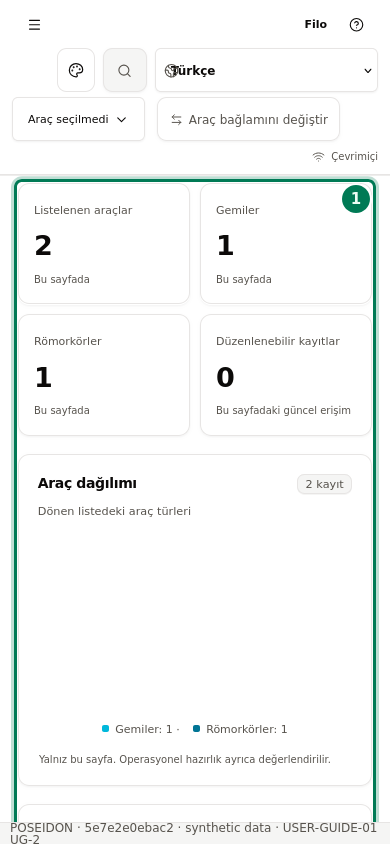 Filo
Türkçe
Araç seçilmedi
Araç bağlamını değiştir
Çevrimiçi
1
Listelenen araçlar
2
Bu sayfada
Gemiler
1
Bu sayfada
Römorkörler
1
Bu sayfada
Düzenlenebilir kayıtlar
0
Bu sayfadaki güncel erişim
Araç dağılımı
2 kayıt
Dönen listedeki araç türleri
Gemiler: 1 · Römorkörler: 1
Yalnız bu sayfa. Operasyonel hazırlık ayrıca değerlendirilir.
POSEIDON · 5e7e2e0ebac2 · synthetic data · USER-GUIDE-01
UG-2